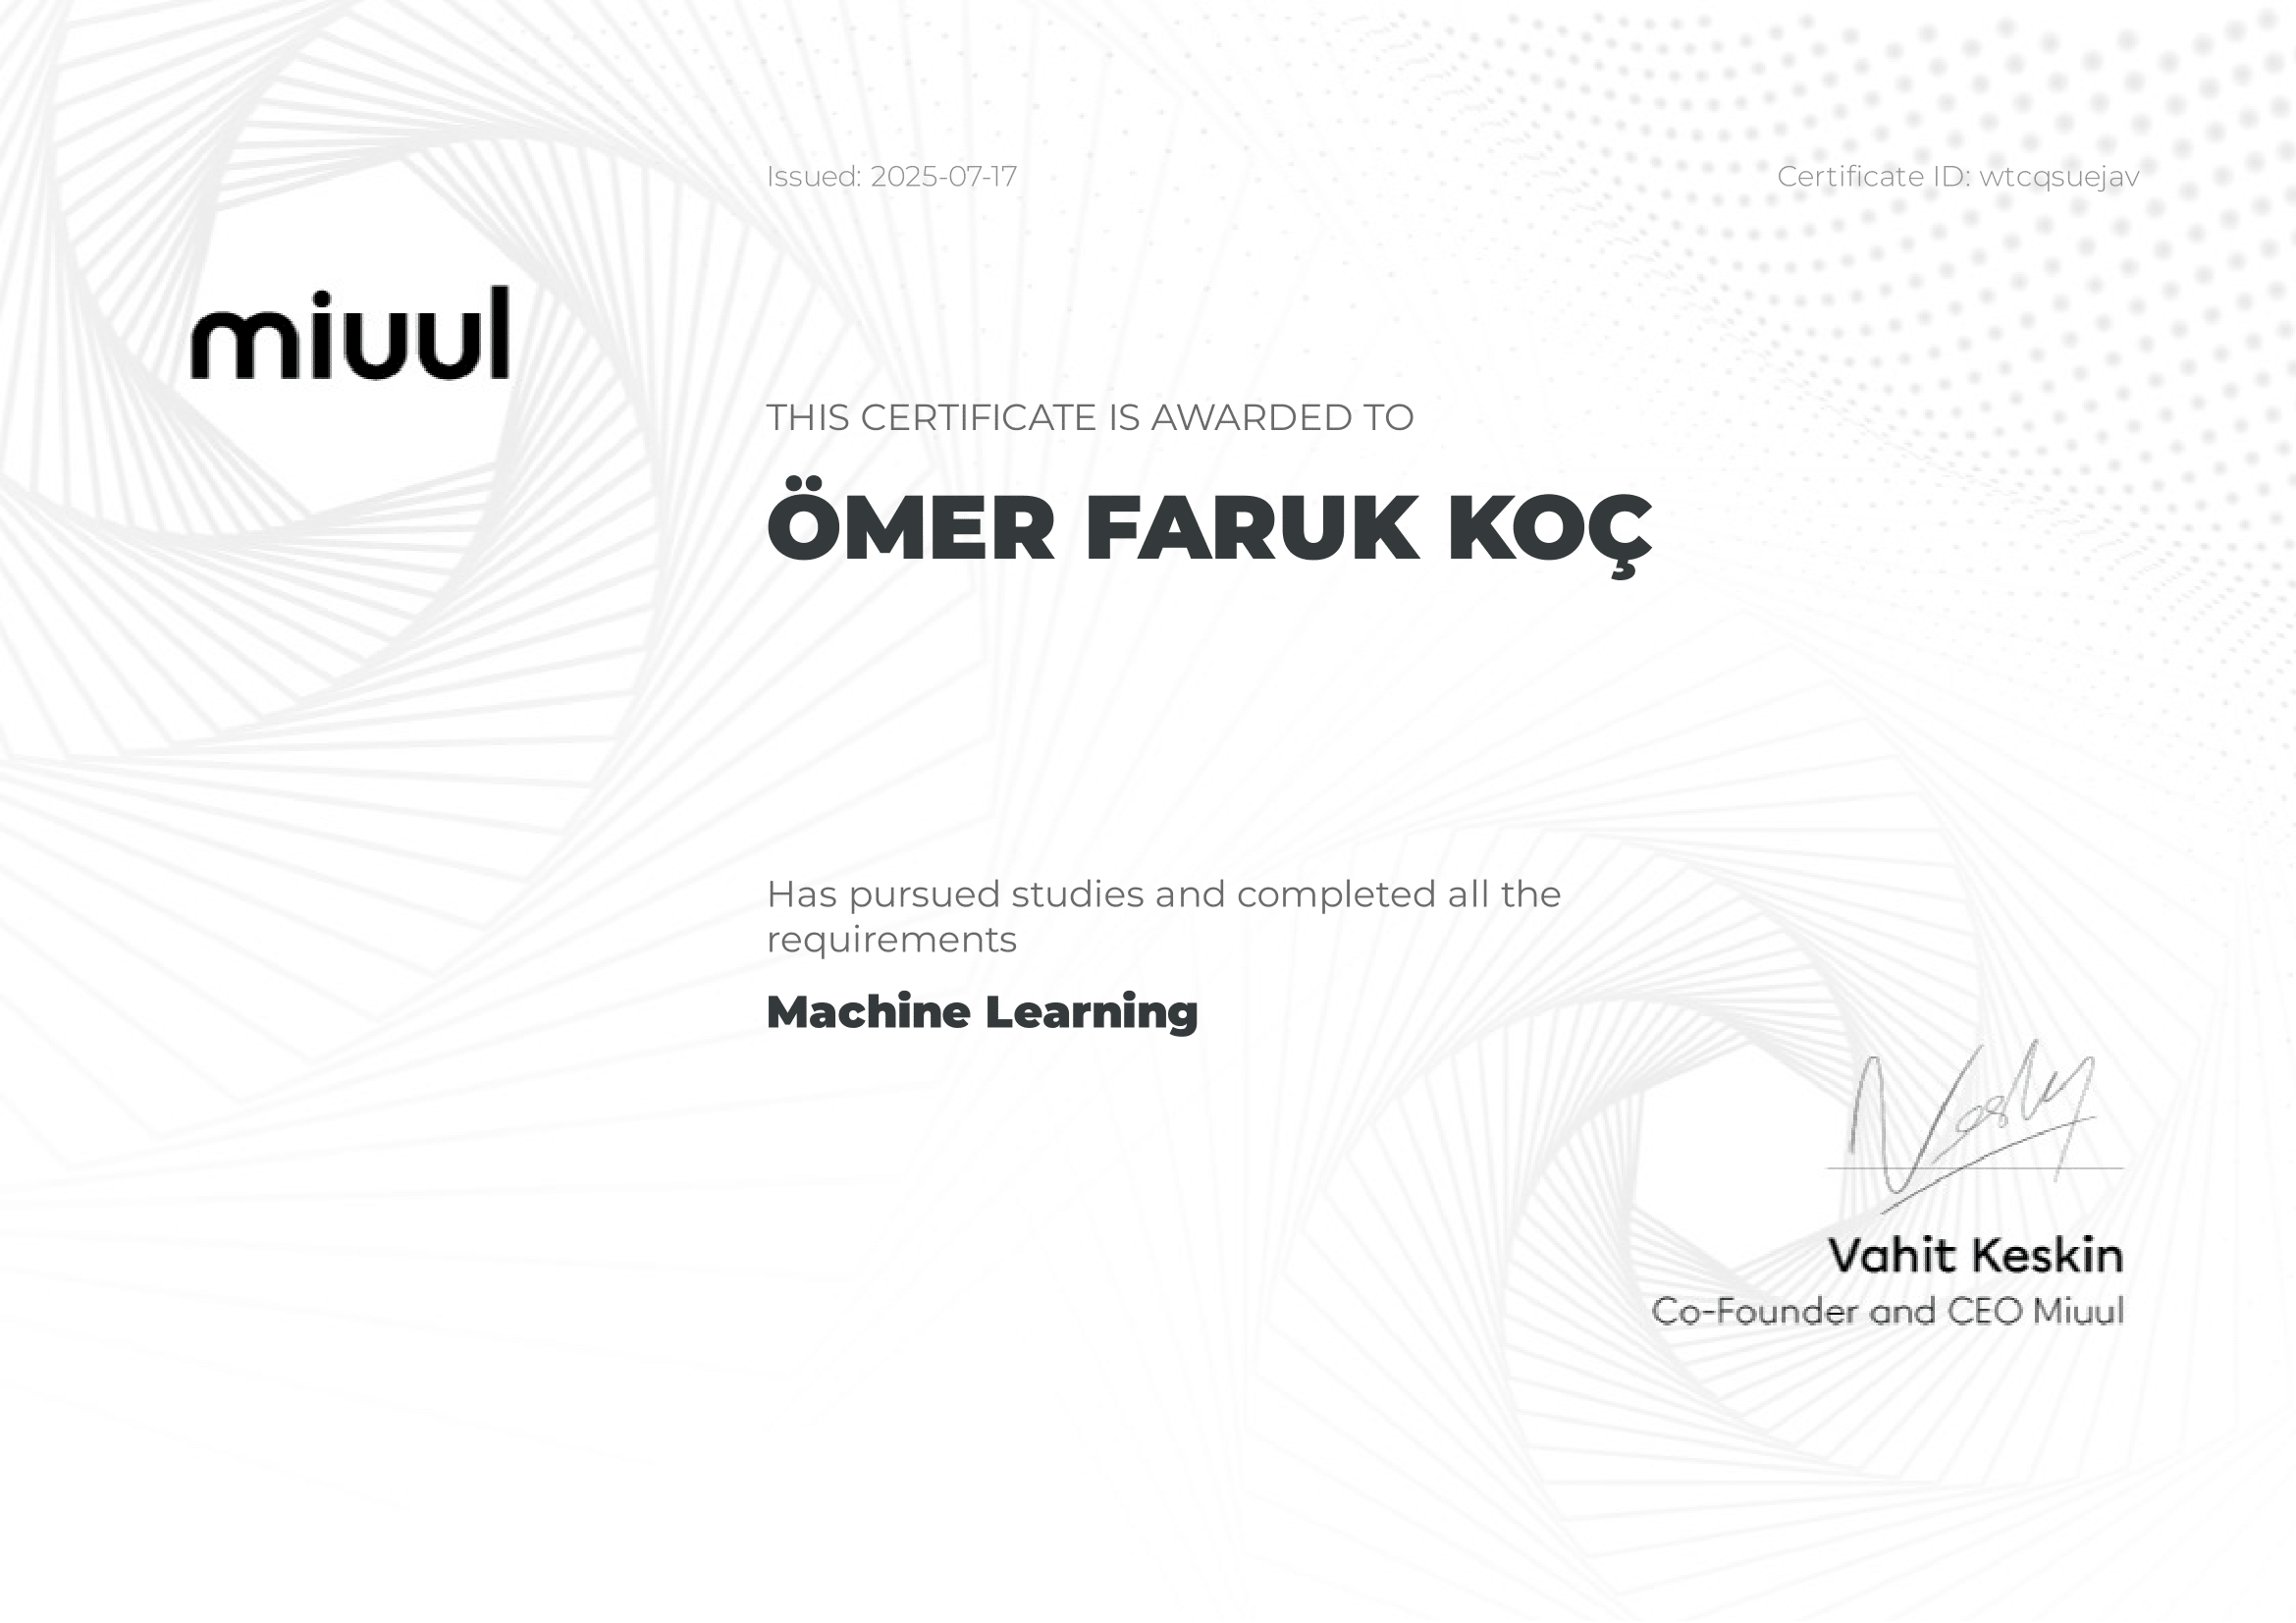 Issued: 2025-07-17
Certificate ID: wtcqsuejav
miuul
THIS CERTIFICATE IS AWARDED TO
ÖMER FARUK KOÇ
Has pursued studies and completed all the
requirements
Machine Learning
Vahit Keskin
Co-Founder and CEO Miuul